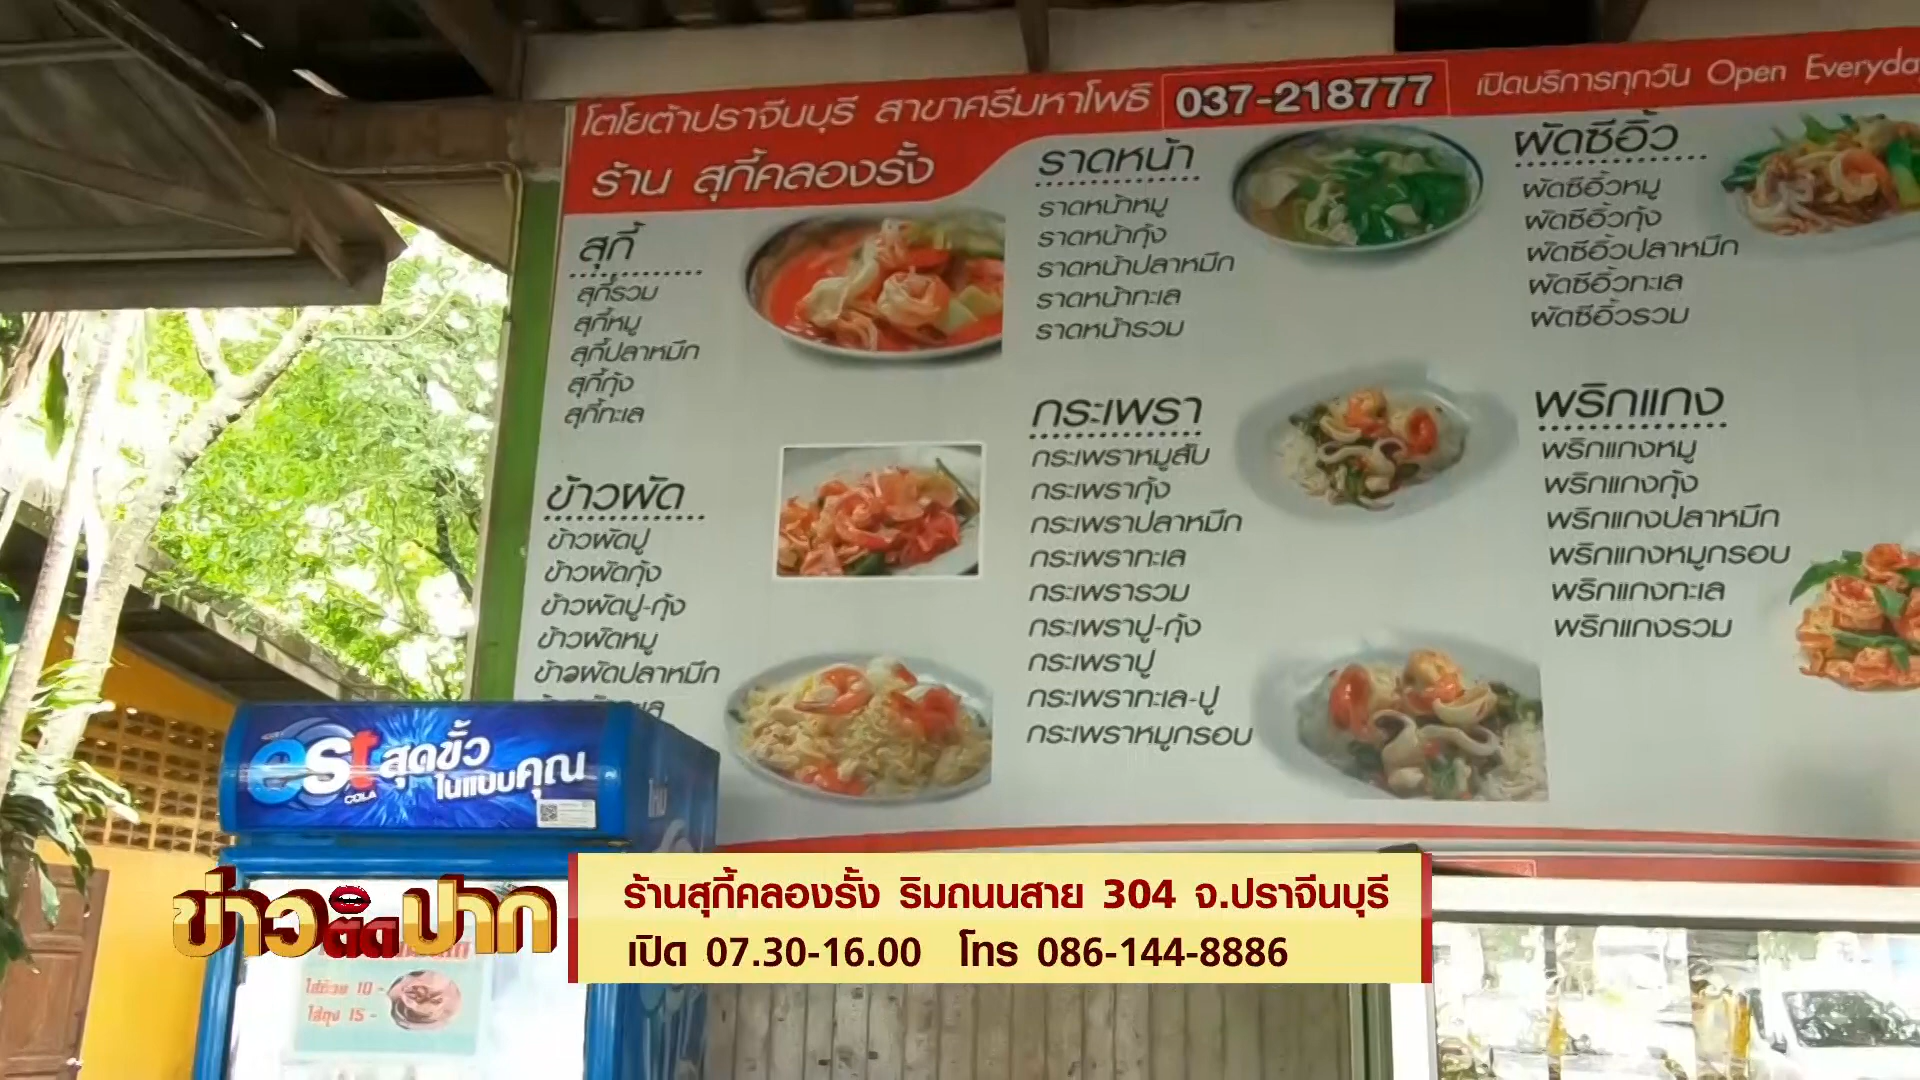 โตโยต้าปราจีนบุรี สาขาศรีมหาโพธิ 037-218777 เปิดบริการทุกวัน Open Everyda
ร้าน สุกี้คลองรั้ง
สุกี้
สุกี้รวม
สุกี้หมู
สุกี้ปลาหมึก
สุกี้กุ้ง
สุกี้ทะเล
ข้าวผัด
ข้าวผัดปู
ข้าวผัดกุ้ง
ข้าวผัดปู-กุ้ง
ข้าวผัดหมู
ข้าวผัดปลาหมึก
ราดหน้า
ราดหน้าหมู
ราดหน้ากุ้ง
ราดหน้าปลาหมึก
ราดหน้าทะเล
ราดหน้ารวม
กระเพรา
กระเพราหมูสับ
กระเพรากุ้ง
กระเพราปลาหมึก
กระเพราทะเล
กระเพรารวม
กระเพราปู-กุ้ง
กระเพราปู
กระเพราทะเล-ปู
กระเพราหมูกรอบ
ผัดซีอิ้ว
ผัดซีอิ้วหมู
ผัดซีอิ้วกุ้ง
ผัดซีอิ้วปลาหมึก
ผัดซีอิ้วทะเล
ผัดซีอิ้วรวม
พริกแกง
พริกแกงหมู
พริกแกงกุ้ง
พริกแกงปลาหมึก
พริกแกงหมูกรอบ
พริกแกงทะเล
พริกแกงรวม
est COLA สุดขั้ว
ในแบบคุณ
ข่าวติดปาก
ร้านสุกี้คลองรั้ง ริมถนนสาย 304 จ.ปราจีนบุรี
เปิด 07.30-16.00 โทร 086-144-8886
ใส่ถ้วย 10 -
ใส่ถุง 15 -